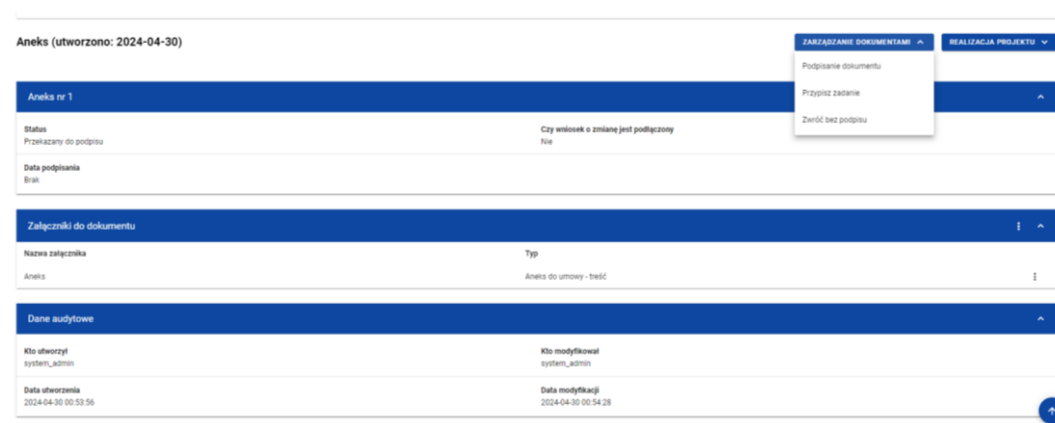 Aneks (utworzono: 2024-04-30)
ZARZĄDZANIE DOKUMENTAMI
REALIZACJA PROJEKTU
Podpisanie dokumentu
Przypisz zadanie
Zwróć bez podpisu
Aneks nr 1
Status
Czy wniosek o zmianę jest podłączony
Przekazany do podpisu
Nie
Data podpisania
Brak
Załączniki do dokumentu
Nazwa załącznika
Typ
Aneks
Aneks do umowy - treść
Dane audytowe
Kto utworzył
Kto modyfikował
system_admin
system_admin
Data utworzenia
Data modyfikacji
2024-04-30 00:53:56
2024-04-30 00:54:28